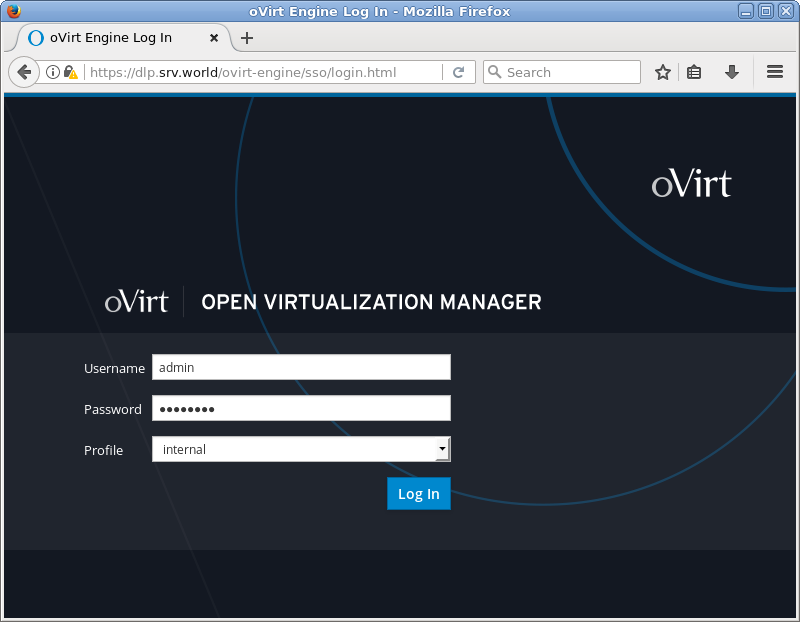 oVirt Engine Log In - Mozilla Firefox
oVirt Engine Log In
https://dlp.srv.world/ovirt-engine/sso/login.html
Search
oVirt
oVirt OPEN VIRTUALIZATION MANAGER
Username admin
Password ••••••••
Profile internal
Log In